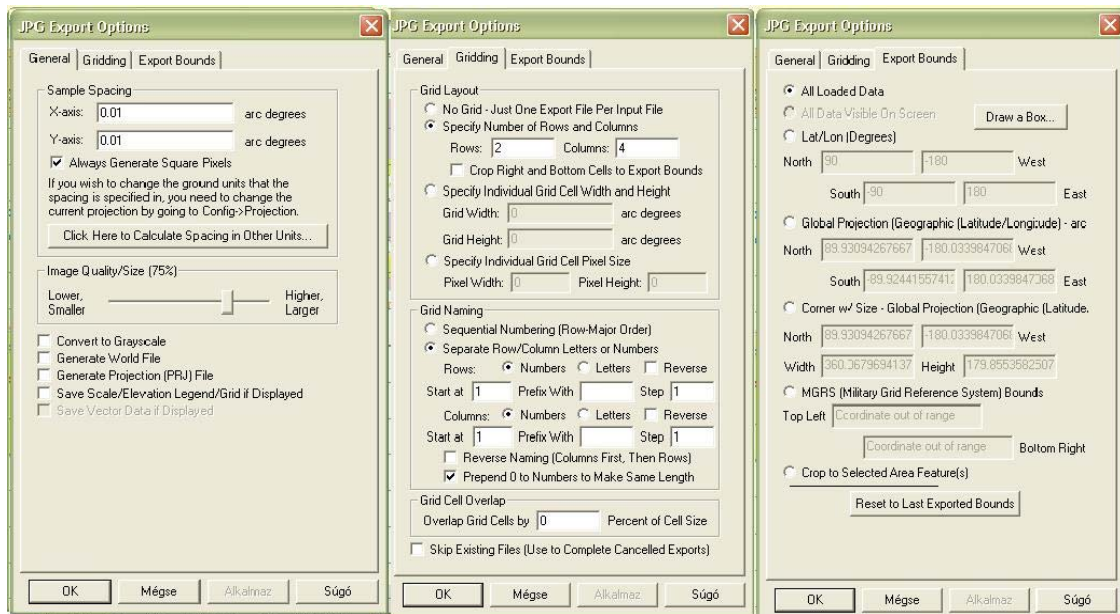 JPG Export Options
General Gridding Export Bounds
Sample Spacing
X-axis: 0.01 arc degrees
Y-axis: 0.01 arc degrees
Always Generate Square Pixels
If you wish to change the ground units that the
spacing is specified in, you need to change the
current projection by going to Config->Projection.
Click Here to Calculate Spacing in Other Units...
Image Quality/Size (75%)
Lower, Higher,
Smaller Larger
Convert to Grayscale
Generate World File
Generate Projection (PRJ) File
Save Scale/Elevation Legend/Grid if Displayed
Save Vector Data if Displayed
OK Mégse Alkalmaz Súgó
JPG Export Options
General Gridding Export Bounds
Grid Layout
No Grid - Just One Export File Per Input File
Specify Number of Rows and Columns
Rows: 2 Columns: 4
Crop Right and Bottom Cells to Export Bounds
Specify Individual Grid Cell Width and Height
Grid Width: 0 arc degrees
Grid Height: 0 arc degrees
Specify Individual Grid Cell Pixel Size
Pixel Width: 0 Pixel Height: 0
Grid Naming
Sequential Numbering (Row-Major Order)
Separate Row/Column Letters or Numbers
Rows: Numbers Letters Reverse
Start at 1 Prefix With Step 1
Columns: Numbers Letters Reverse
Start at 1 Prefix With Step 1
Reverse Naming (Columns First, Then Rows)
Prepend 0 to Numbers to Make Same Length
Grid Cell Overlap
Overlap Grid Cells by 0 Percent of Cell Size
Skip Existing Files (Use to Complete Cancelled Exports)
OK Mégse Alkalmaz Súgó
JPG Export Options
General Gridding Export Bounds
All Loaded Data
All Data Visible On Screen Draw a Box...
Lat/Lon (Degrees)
North 90 -180 West
South -90 180 East
Global Projection (Geographic (Latitude/Longitude) - arc
North 89.93094267667 -180.033984706 West
South -89.92441557412 180.0339847068 East
Corner w/ Size - Global Projection (Geographic (Latitude.
North 89.93094267667 -180.033984706 West
Width 360.0679694137 Height 179.8553582507
MGRS (Military Grid Reference System) Bounds
Top Left Coordinate out of range
Coordinate out of range Bottom Right
Crop to Selected Area Feature(s)
Reset to Last Exported Bounds
OK Mégse Alkalmaz Súgó